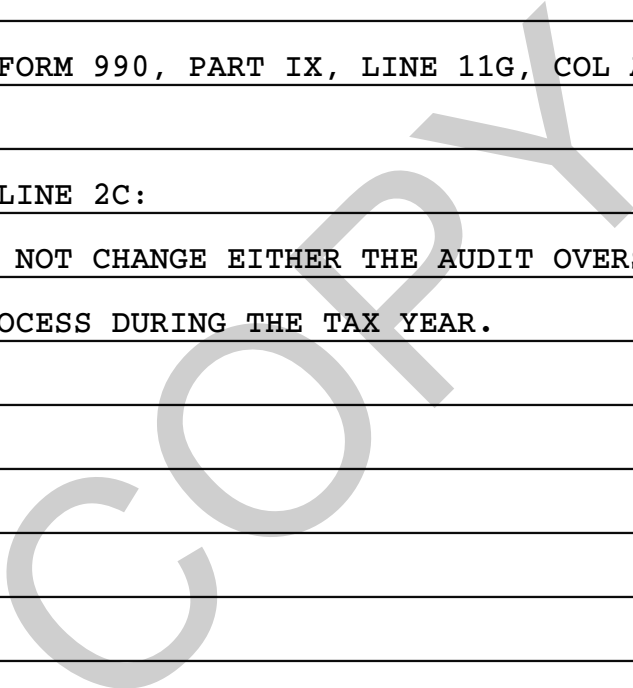 FORM 990, PART IX, LINE 11G, COL
LINE 2C:
NOT CHANGE EITHER THE AUDIT
OCESS DURING THE TAX YEAR.
COPY